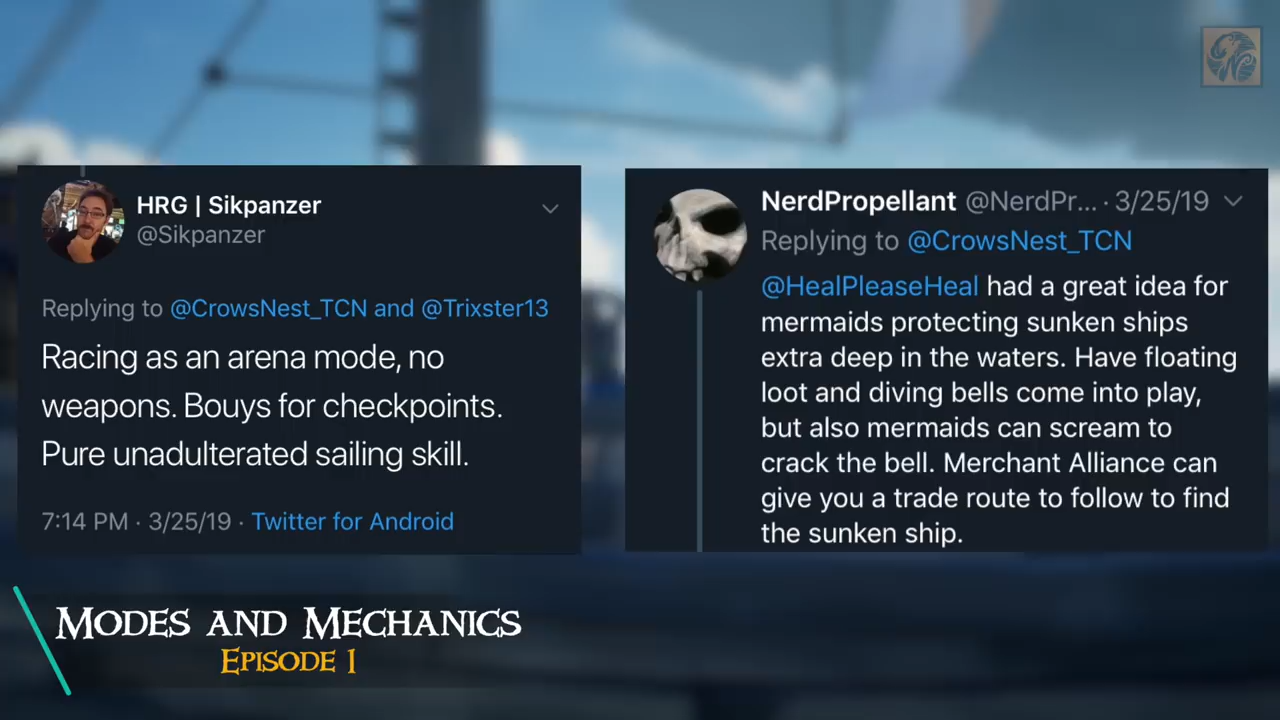 HRG | Sikpanzer
@Sikpanzer
Replying to @CrowsNest_TCN and @Trixster13
Racing as an arena mode, no
weapons. Bouys for checkpoints.
Pure unadulterated sailing skill.
7:14 PM · 3/25/19 · Twitter for Android
NerdPropellant @NerdPr... · 3/25/19
Replying to @CrowsNest_TCN
@HealPleaseHeal had a great idea for
mermaids protecting sunken ships
extra deep in the waters. Have floating
loot and diving bells come into play,
but also mermaids can scream to
crack the bell. Merchant Alliance can
give you a trade route to follow to find
the sunken ship.
Modes and Mechanics
Episode 1